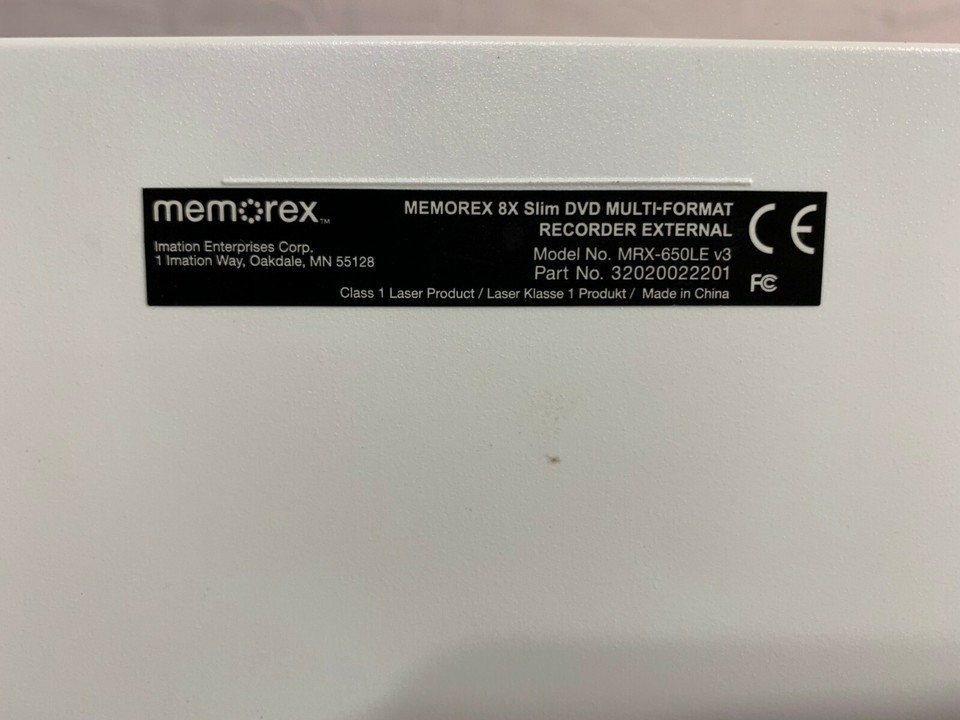 memorex™
Imation Enterprises Corp.
1 Imation Way, Oakdale, MN 55128
MEMOREX 8X Slim DVD MULTI-FORMAT
RECORDER EXTERNAL
Model No. MRX-650LE v3
Part No. 32020022201
Class 1 Laser Product / Laser Klasse 1 Produkt / Made in China
CE
FC